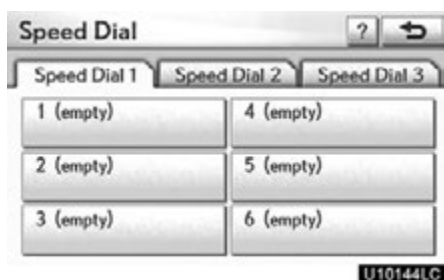 Speed Dial ?
Speed Dial 1 Speed Dial 2 Speed Dial 3
1 (empty) 4 (empty)
2 (empty) 5 (empty)
3 (empty) 6 (empty)
U10144LC